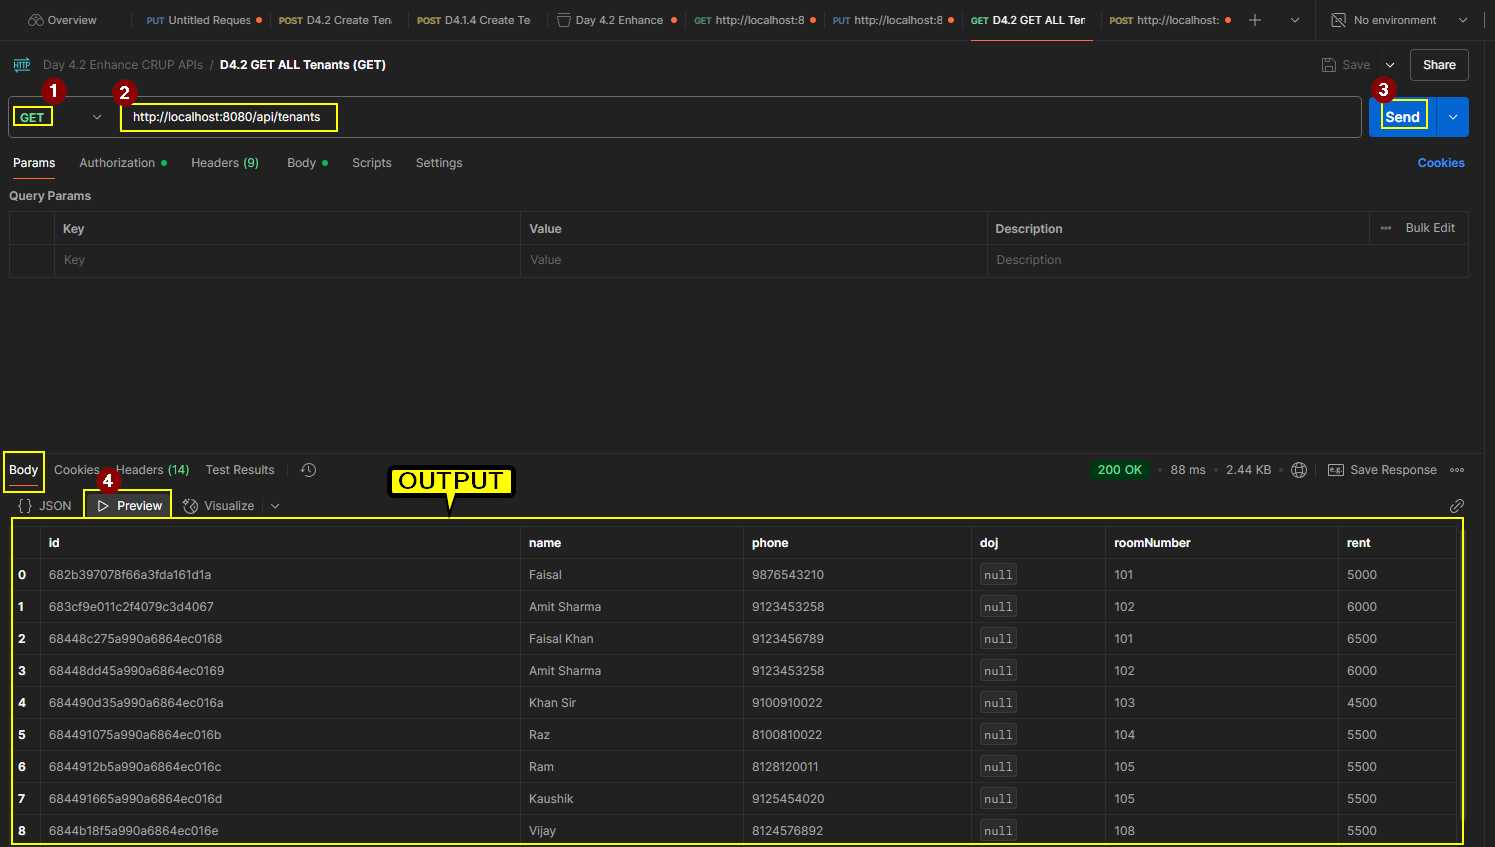 Overview PUT Untitled Reques POST D4.2 Create Ten POST D4.1.4 Create Te Day 4.2 Enhance GET http://localhost:8 PUT http://localhost:8 GET D4.2 GET ALL Ten POST http://localhost: No environment
HTTP Day 4.2 Enhance CRUP APIs / D4.2 GET ALL Tenants (GET) Save Share
1 2 3
GET http://localhost:8080/api/tenants Send
Params Authorization Headers (9) Body Scripts Settings Cookies
Query Params
Key Value Description Bulk Edit
Key Value Description
Body Cookies Headers (14) Test Results 200 OK 88 ms 2.44 KB e.g. Save Response
4 OUTPUT
{} JSON Preview Visualize
id name phone doj roomNumber rent
0 682b397078f66a3fda161d1a Faisal 9876543210 null 101 5000
1 683cf9e011c2f4079c3d4067 Amit Sharma 9123453258 null 102 6000
2 68448c275a990a6864ec0168 Faisal Khan 9123456789 null 101 6500
3 68448dd45a990a6864ec0169 Amit Sharma 9123453258 null 102 6000
4 684490d35a990a6864ec016a Khan Sir 9100910022 null 103 4500
5 684491075a990a6864ec016b Raz 8100810022 null 104 5500
6 6844912b5a990a6864ec016c Ram 8128120011 null 105 5500
7 684491665a990a6864ec016d Kaushik 9125454020 null 105 5500
8 6844b18f5a990a6864ec016e Vijay 8124576892 null 108 5500